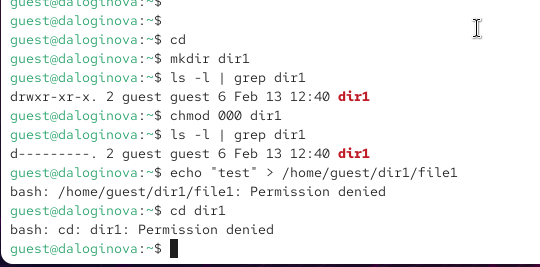 guest@daloginova:~$
guest@daloginova:~$
guest@daloginova:~$ cd
guest@daloginova:~$ mkdir dir1
guest@daloginova:~$ ls -l | grep dir1
drwxr-xr-x. 2 guest guest 6 Feb 13 12:40 dir1
guest@daloginova:~$ chmod 000 dir1
guest@daloginova:~$ ls -l | grep dir1
d---------. 2 guest guest 6 Feb 13 12:40 dir1
guest@daloginova:~$ echo "test" > /home/guest/dir1/file1
bash: /home/guest/dir1/file1: Permission denied
guest@daloginova:~$ cd dir1
bash: cd: dir1: Permission denied
guest@daloginova:~$